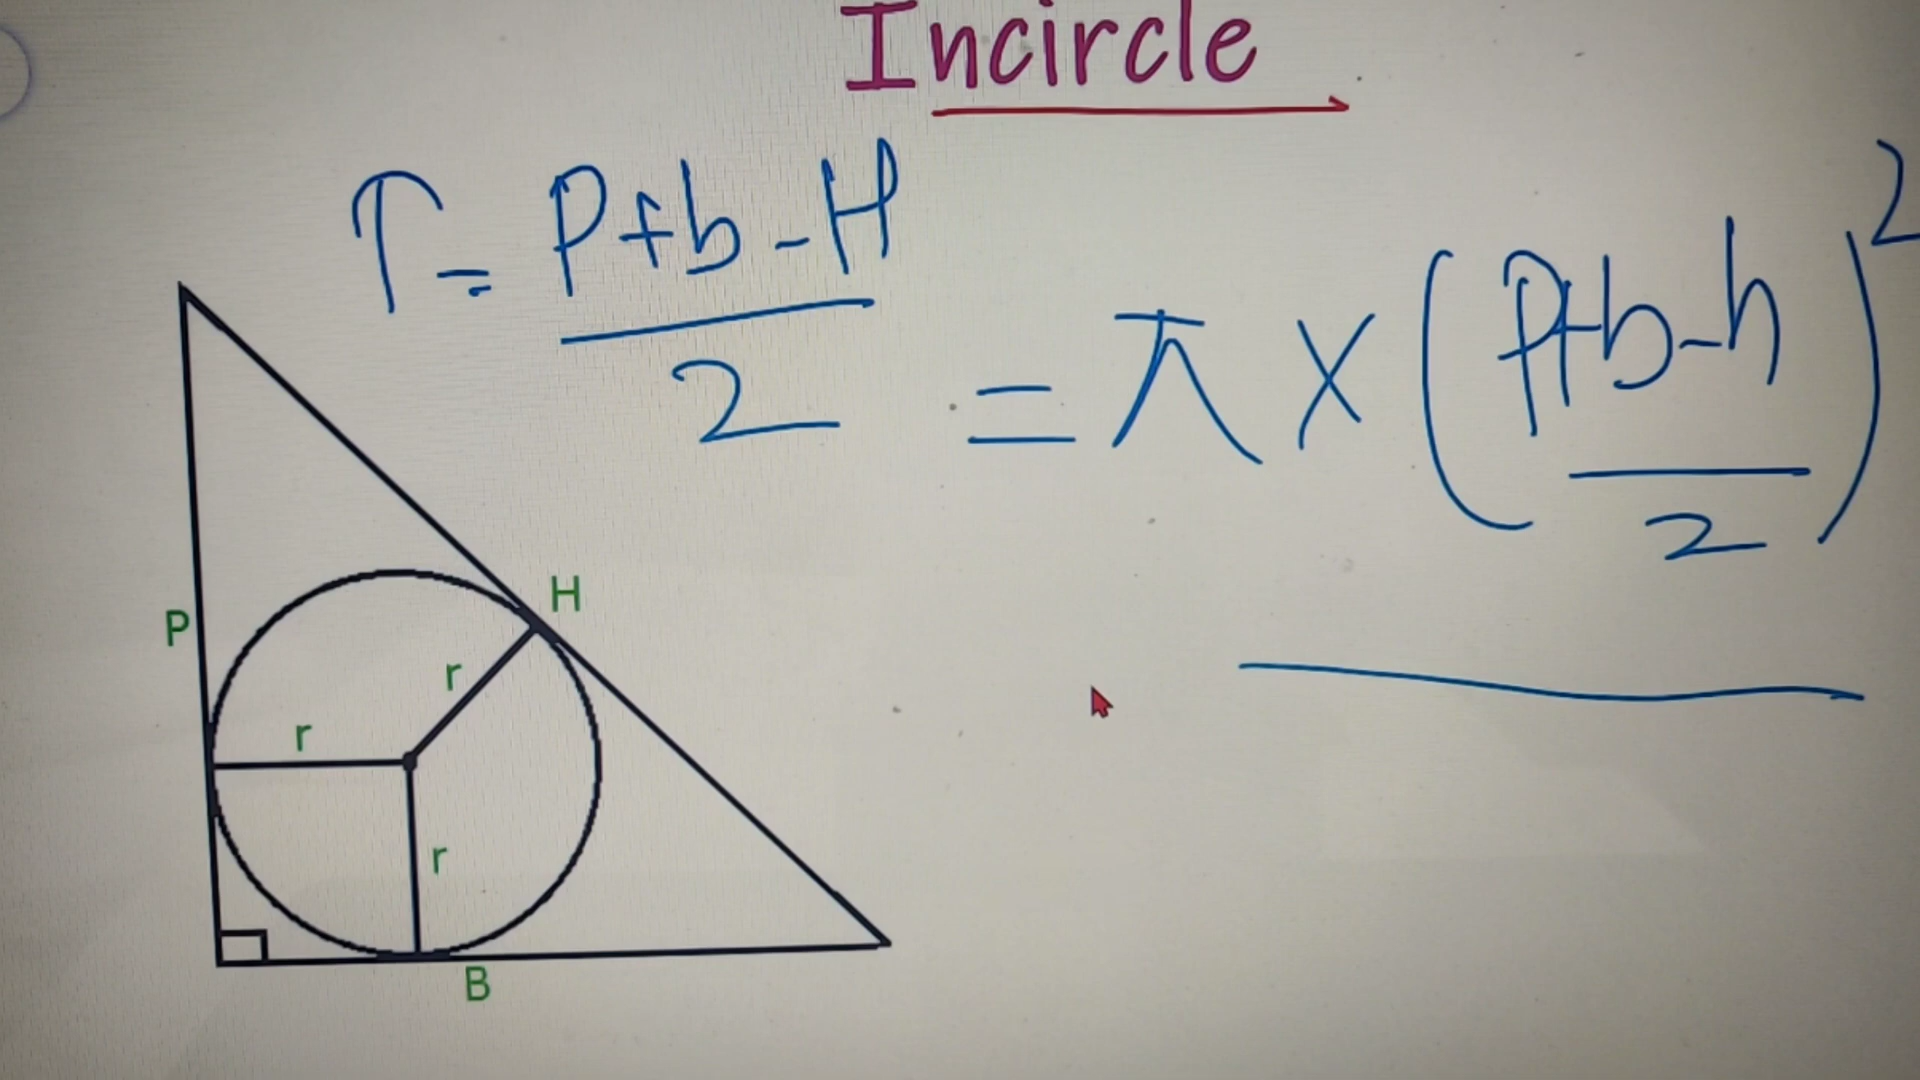 Incircle
r = P+b-H / 2
= π × (P+b-h / 2)²
P
H
r
r
r
B